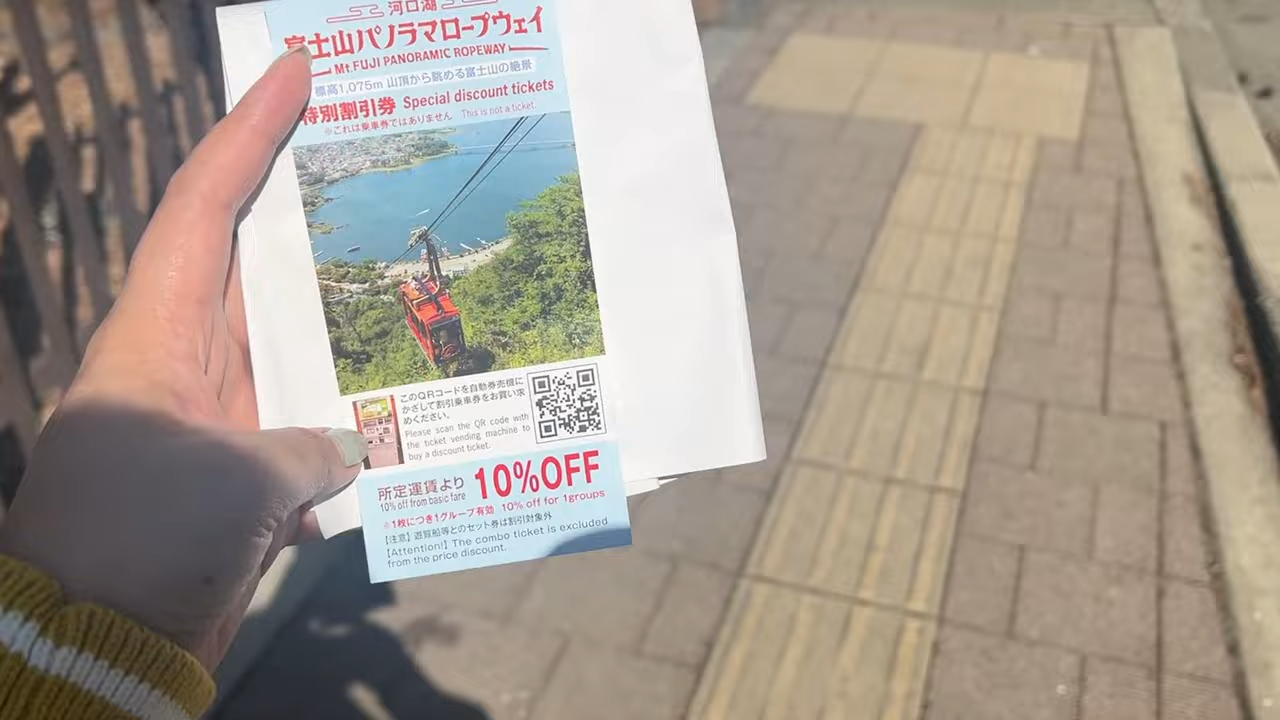 河口湖
富士山パノラマロープウェイ
Mt.FUJI PANORAMIC ROPEWAY
標高1,075m 山頂から眺める富士山の絶景
特別割引券 Special discount tickets
※これは乗車券ではありません This is not a ticket.
このQRコードを自動券売機に
かざして割引乗車券をお買い求
めください。
Please scan the QR code with
the ticket vending machine to
buy a discount ticket.
所定運賃より 10%OFF
10% off from basic fare
※1枚につき1グループ有効 10% off for 1groups
【注意】遊覧船等とのセット券は割引対象外
【Attention!】The combo ticket is excluded
from the price discount.